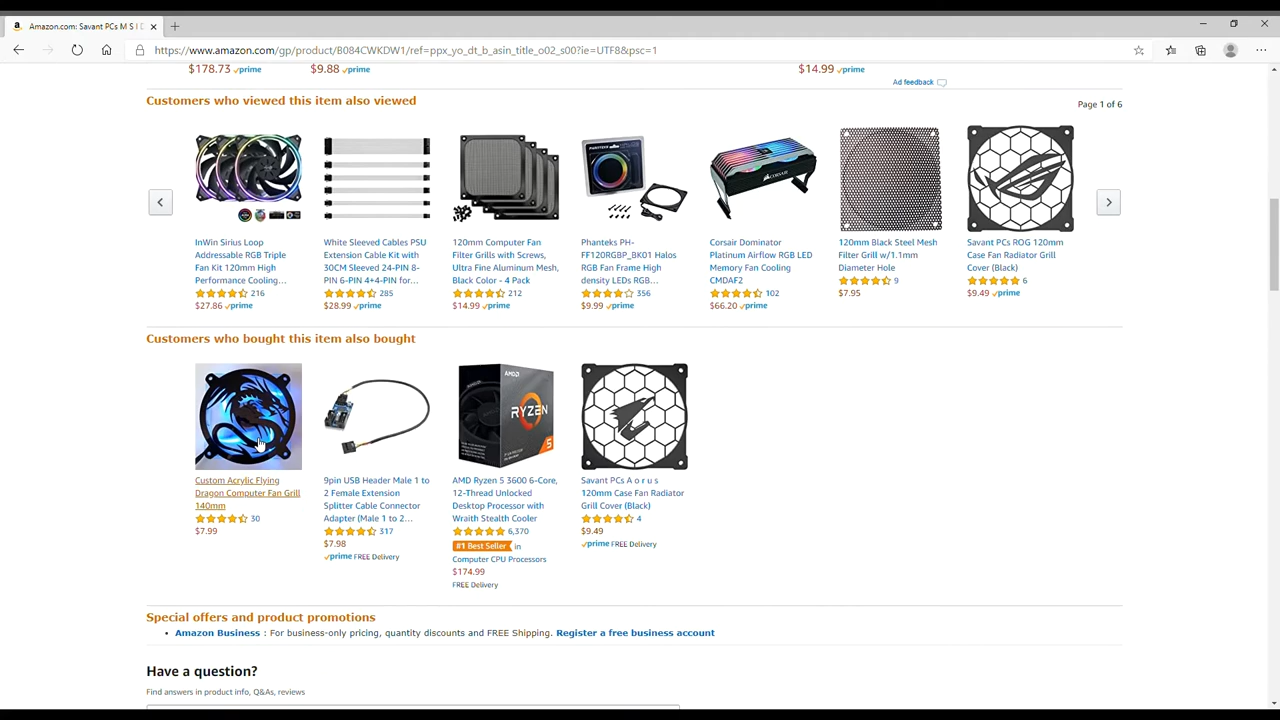 Amazon.com: Savant PCs M S I D
https://www.amazon.com/gp/product/B084CWKDW1/ref=ppx_yo_dt_b_asin_title_o02_s00?ie=UTF8&psc=1
$178.73 prime
$9.88 prime
$14.99 prime
Ad feedback
Customers who viewed this item also viewed
Page 1 of 6
InWin Sirius Loop
Addressable RGB Triple
Fan Kit 120mm High
Performance Cooling...
216
$27.86 prime
White Sleeved Cables PSU
Extension Cable Kit with
30CM Sleeved 24-PIN 8-
PIN 6-PIN 4+4-PIN for...
285
$28.99 prime
120mm Computer Fan
Filter Grills with Screws,
Ultra Fine Aluminum Mesh,
Black Color - 4 Pack
212
$14.99 prime
Phanteks PH-
FF120RGBP_BK01 Halos
RGB Fan Frame High
density LEDs RGB...
356
$9.99 prime
Corsair Dominator
Platinum Airflow RGB LED
Memory Fan Cooling
CMDAF2
102
$66.20 prime
120mm Black Steel Mesh
Filter Grill w/1.1mm
Diameter Hole
9
$7.95
Savant PCs ROG 120mm
Case Fan Radiator Grill
Cover (Black)
6
$9.49 prime
Customers who bought this item also bought
Custom Acrylic Flying
Dragon Computer Fan Grill
140mm
30
$7.99
9pin USB Header Male 1 to
2 Female Extension
Splitter Cable Connector
Adapter (Male 1 to 2...
317
$7.98
prime FREE Delivery
AMD
RYZEN
5
AMD Ryzen 5 3600 6-Core,
12-Thread Unlocked
Desktop Processor with
Wraith Stealth Cooler
6,370
#1 Best Seller in
Computer CPU Processors
$174.99
FREE Delivery
Savant PCs A o r u s
120mm Case Fan Radiator
Grill Cover (Black)
4
$9.49
prime FREE Delivery
Special offers and product promotions
• Amazon Business : For business-only pricing, quantity discounts and FREE Shipping. Register a free business account
Have a question?
Find answers in product info, Q&As, reviews